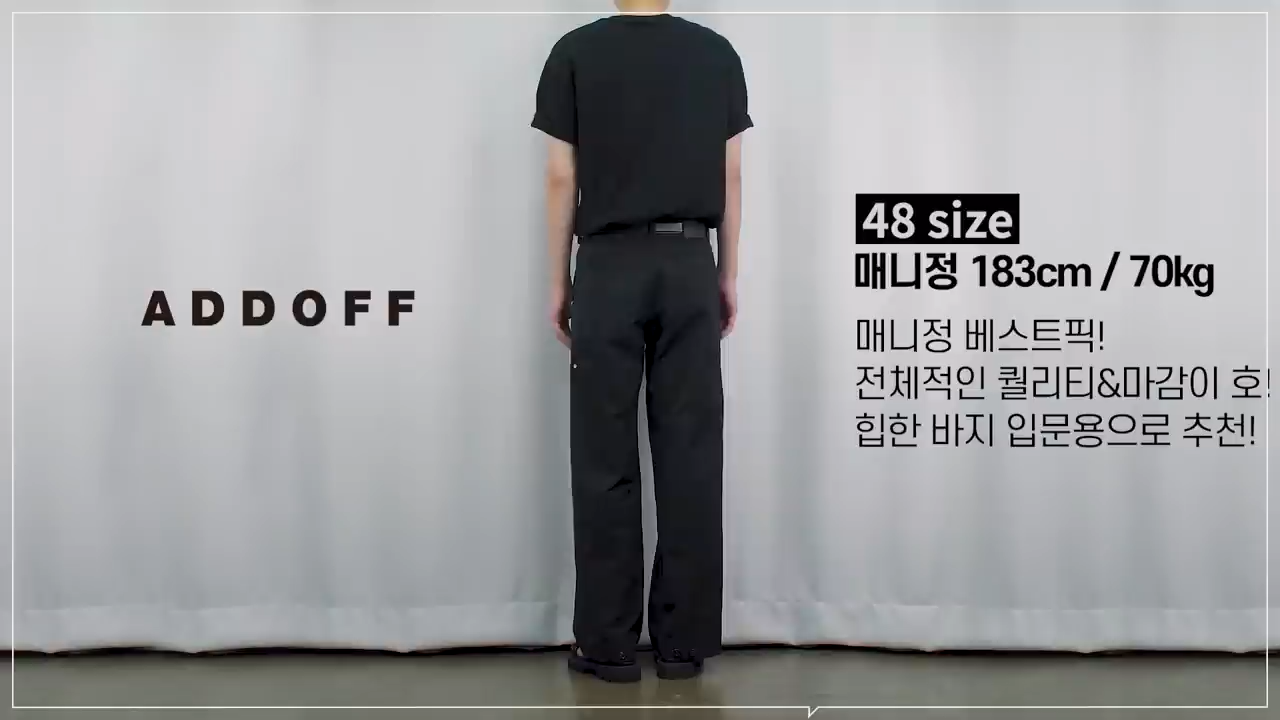 ADDOFF
48 size
매니정 183cm / 70kg
매니정 베스트픽!
전체적인 퀄리티&마감이 호!
힙한 바지 입문용으로 추천!